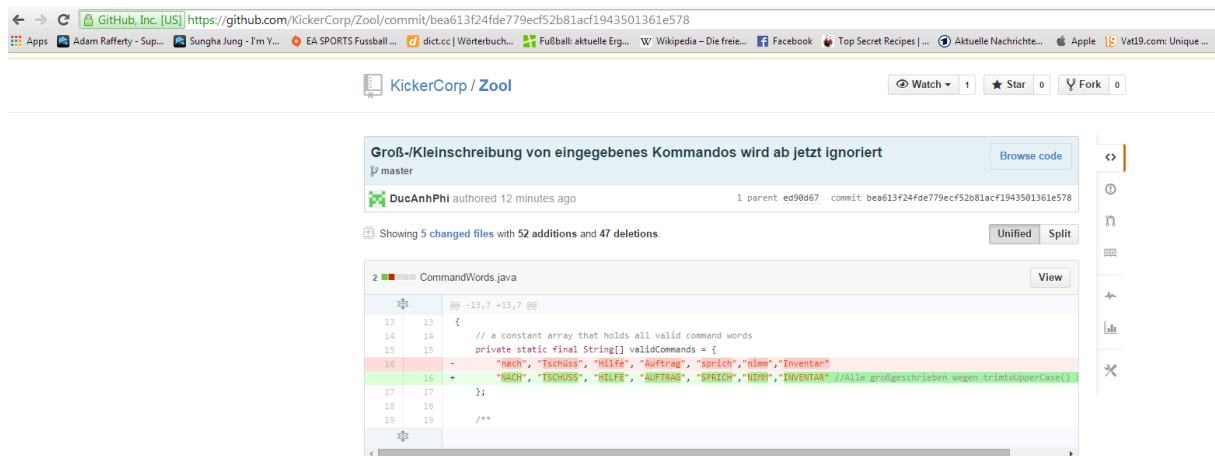 GitHub, Inc. [US] https://github.com/KickerCorp/Zool/commit/bea613f24fde779ecf52b81acf1943501361e578
Apps Adam Rafferty - Sup... Sungha Jung - I'm Y... EA SPORTS Fussball ... dict.cc | Wörterbuch... Fußball: aktuelle Erg... Wikipedia – Die freie... Facebook Top Secret Recipes | ... Aktuelle Nachrichte... Apple Vat19.com: Unique ...
KickerCorp / Zool Watch 1 Star 0 Fork 0
Groß-/Kleinschreibung von eingegebenes Kommandos wird ab jetzt ignoriert Browse code
master
DucAnhPhi authored 12 minutes ago 1 parent ed90d67 commit bea613f24fde779ecf52b81acf1943501361e578
Showing 5 changed files with 52 additions and 47 deletions. Unified Split
2 CommandWords.java View
@@ -13,7 +13,7 @@
13 13 {
14 14 // a constant array that holds all valid command words
15 15 private static final String[] validCommands = {
16 - "nach", "Tschüss", "Hilfe", "Auftrag", "sprich","nimm","Inventar"
16 + "NACH", "TSCHÜSS", "HILFE", "AUFTRAG", "SPRICH","NIMM","INVENTAR" //Alle großgeschrieben wegen trimtoUpperCase()
17 17 };
18 18
19 19 /**